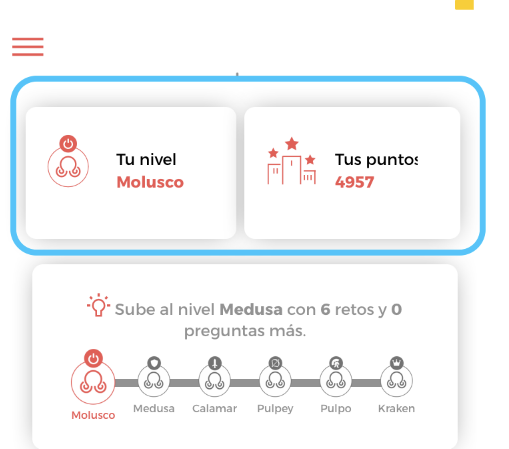 Tu nivel
Molusco
Tus puntos
4957
Sube al nivel Medusa con 6 retos y 0
preguntas más.
Molusco
Medusa
Calamar
Pulpey
Pulpo
Kraken